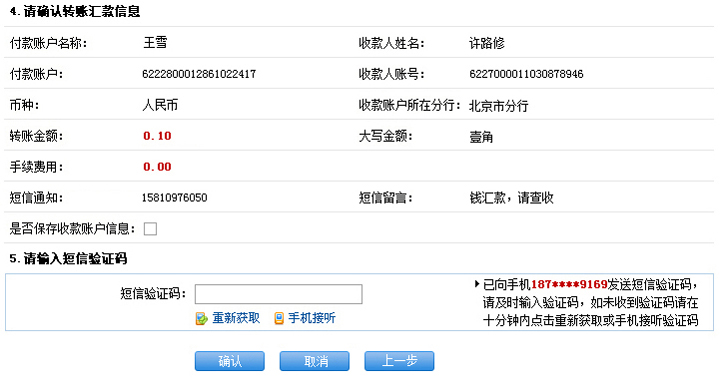 4.请确认转账汇款信息
付款账户名称： 王雪 收款人姓名： 许路修
付款账户： 6222800012861022417 收款人账号： 6227000011030878946
币种： 人民币 收款账户所在分行： 北京市分行
转账金额： 0.10 大写金额： 壹角
手续费用： 0.00
短信通知： 15810976050 短信留言： 钱汇款，请查收
是否保存收款账户信息：
5.请输入短信验证码
短信验证码：
重新获取 手机接听
已向手机187****9169发送短信验证码，
请及时输入验证码，如未收到验证码请在
十分钟内点击重新获取或手机接听验证码
确认 取消 上一步